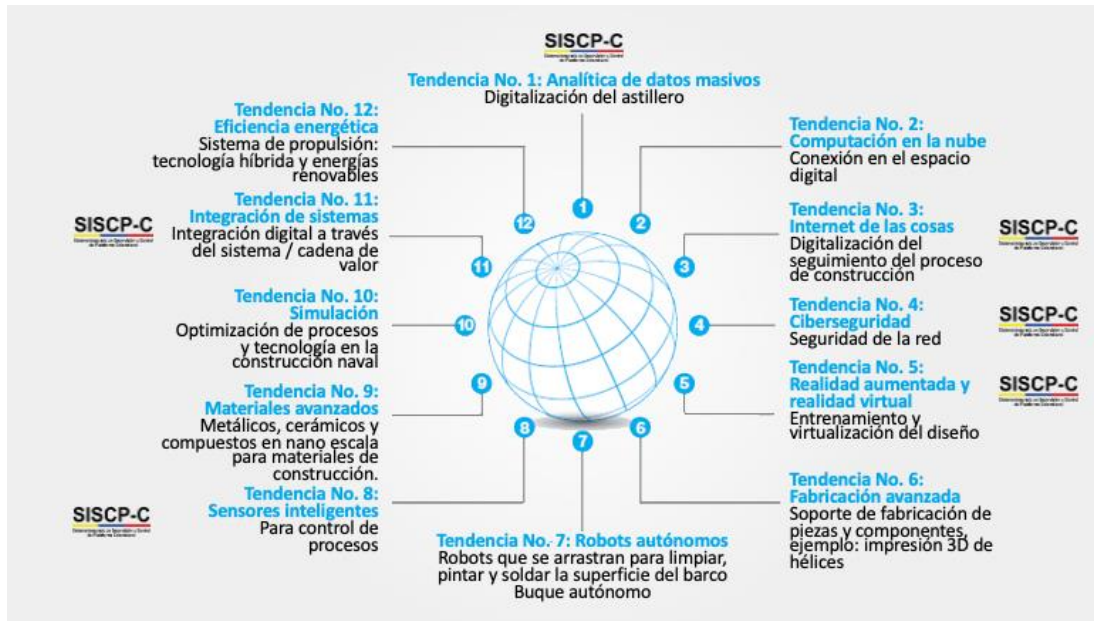 SISCP-C
Tendencia No. 1: Analítica de datos masivos
Digitalización del astillero
Tendencia No. 12:
Eficiencia energética
Sistema de propulsión:
tecnología híbrida y energías
renovables
Tendencia No. 2:
Computación en la nube
Conexión en el espacio
digital
SISCP-C
Tendencia No. 11:
Integración de sistemas
Integración digital a través
del sistema / cadena de
valor
Tendencia No. 3:
Internet de las cosas
Digitalización del
seguimiento del proceso
de construcción
SISCP-C
Tendencia No. 10:
Simulación
Optimización de procesos
y tecnología en la
construcción naval
Tendencia No. 4:
Ciberseguridad
Seguridad de la red
SISCP-C
Tendencia No. 9:
Materiales avanzados
Metálicos, cerámicos y
compuestos en nano escala
para materiales de
construcción.
Tendencia No. 5:
Realidad aumentada y
realidad virtual
Entrenamiento y
virtualización del diseño
SISCP-C
SISCP-C
Tendencia No. 8:
Sensores inteligentes
Para control de
procesos
Tendencia No. 7: Robots autónomos
Robots que se arrastran para limpiar,
pintar y soldar la superficie del barco
Buque autónomo
Tendencia No. 6:
Fabricación avanzada
Soporte de fabricación de
piezas y componentes,
ejemplo: impresión 3D de
hélices
1
2
3
4
5
6
7
8
9
10
11
12